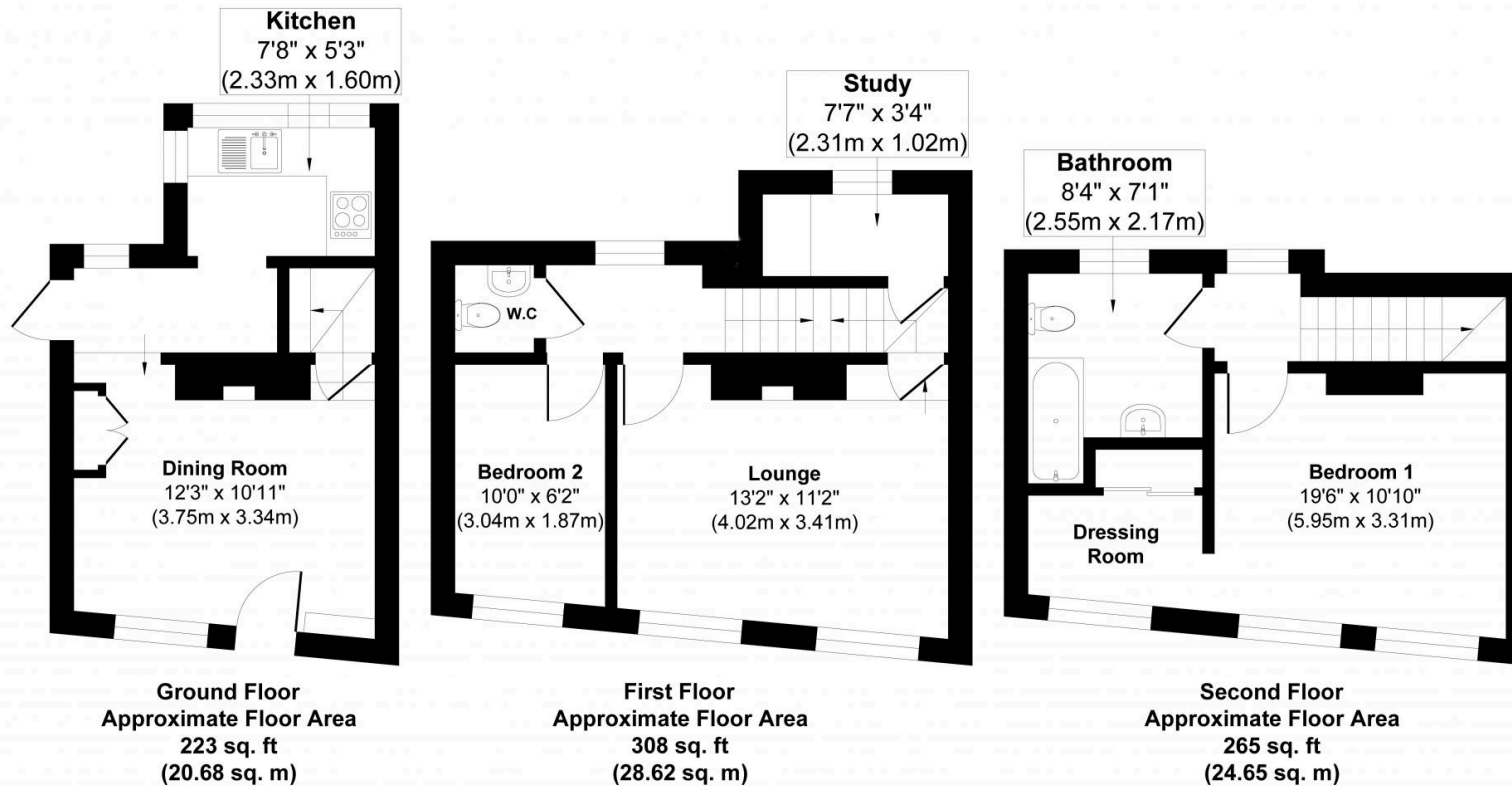 Kitchen
7'8" x 5'3"
(2.33m x 1.60m)
Dining Room
12'3" x 10'11"
(3.75m x 3.34m)
Ground Floor
Approximate Floor Area
223 sq. ft
(20.68 sq. m)
Study
7'7" x 3'4"
(2.31m x 1.02m)
W.C
Bedroom 2
10'0" x 6'2"
(3.04m x 1.87m)
Lounge
13'2" x 11'2"
(4.02m x 3.41m)
First Floor
Approximate Floor Area
308 sq. ft
(28.62 sq. m)
Bathroom
8'4" x 7'1"
(2.55m x 2.17m)
Bedroom 1
19'6" x 10'10"
(5.95m x 3.31m)
Dressing
Room
Second Floor
Approximate Floor Area
265 sq. ft
(24.65 sq. m)